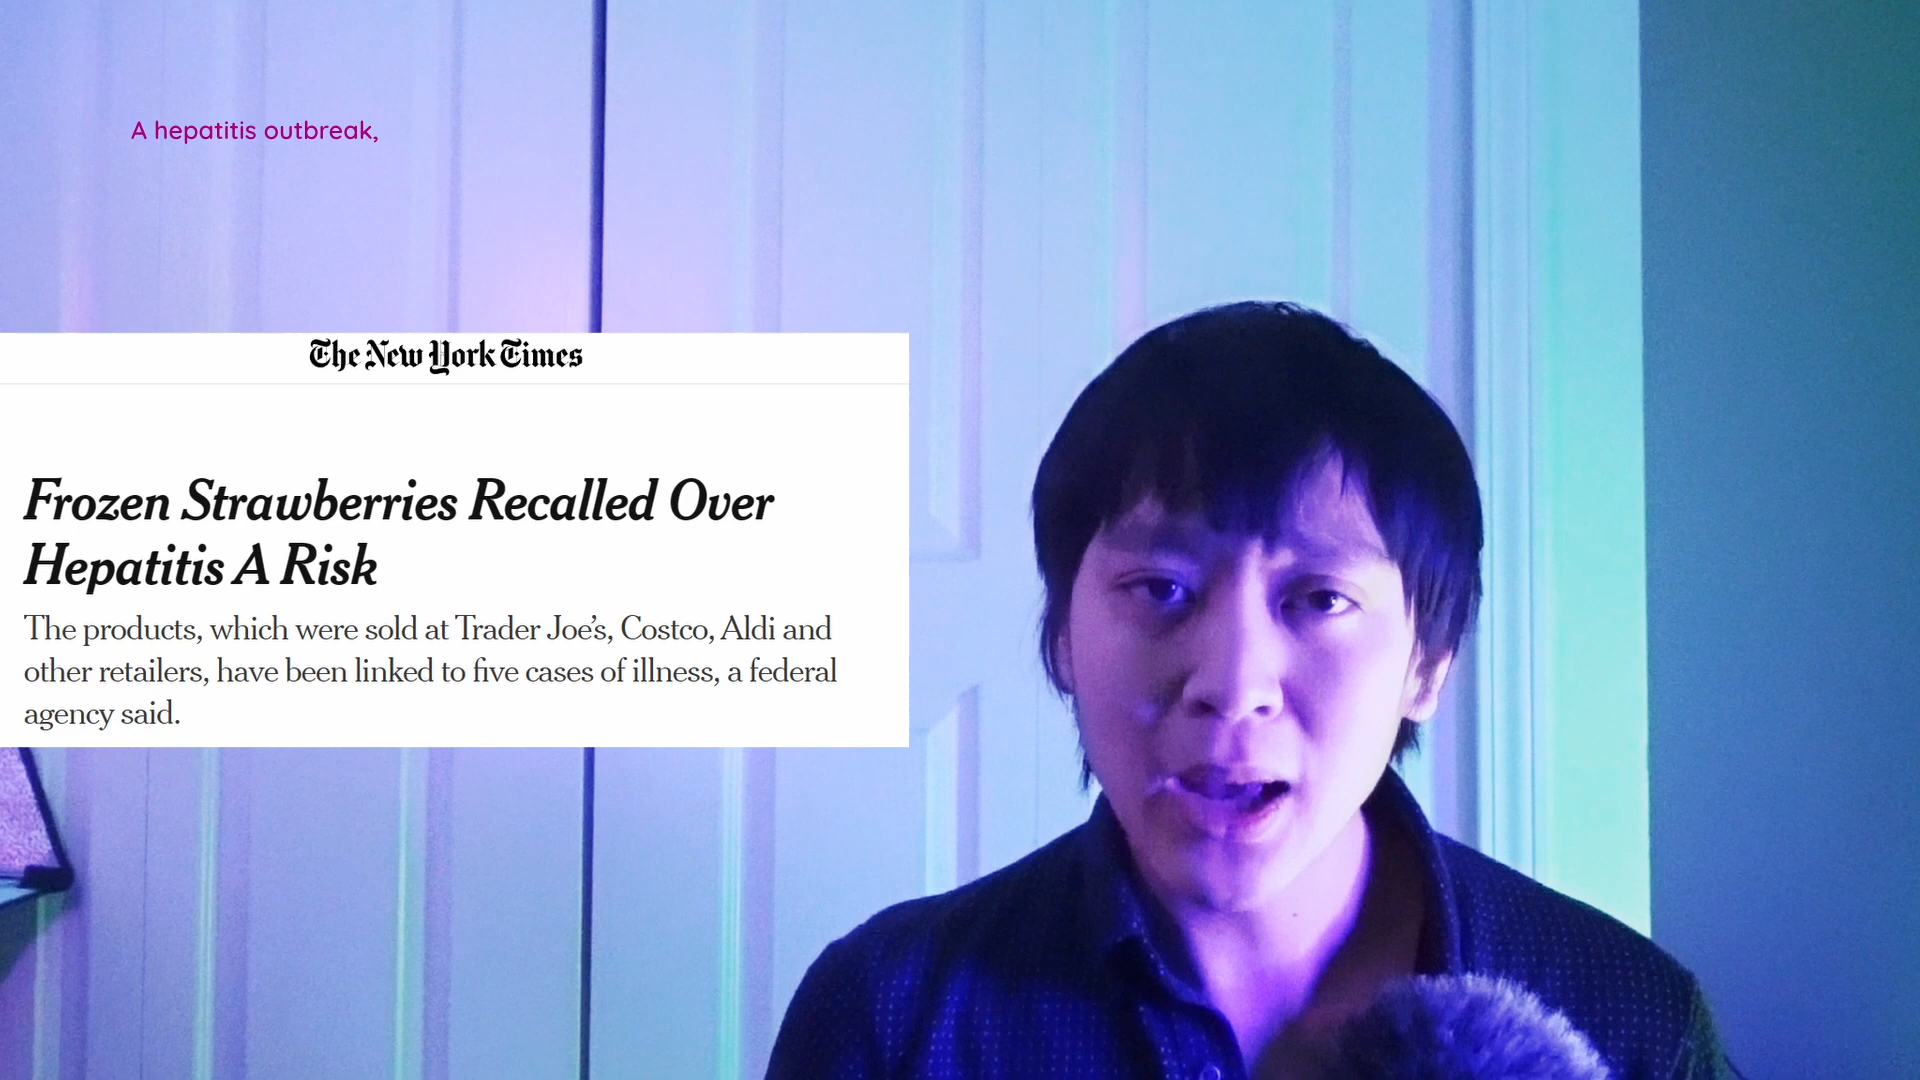 A hepatitis outbreak,
The New York Times
Frozen Strawberries Recalled Over
Hepatitis A Risk
The products, which were sold at Trader Joe's, Costco, Aldi and
other retailers, have been linked to five cases of illness, a federal
agency said.